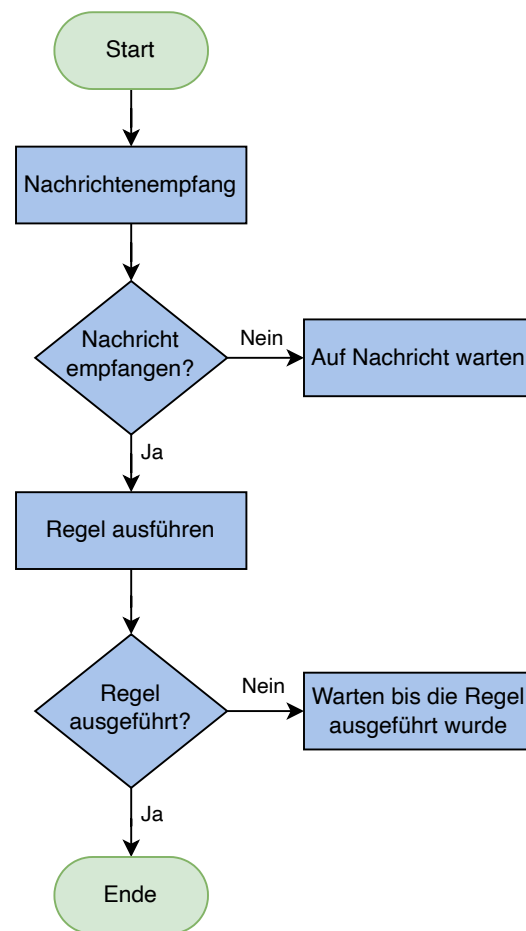 Start
Nachrichtenempfang
Nachricht
empfangen?
Nein
Auf Nachricht warten
Ja
Regel ausführen
Regel
ausgeführt?
Nein
Warten bis die Regel
ausgeführt wurde
Ja
Ende